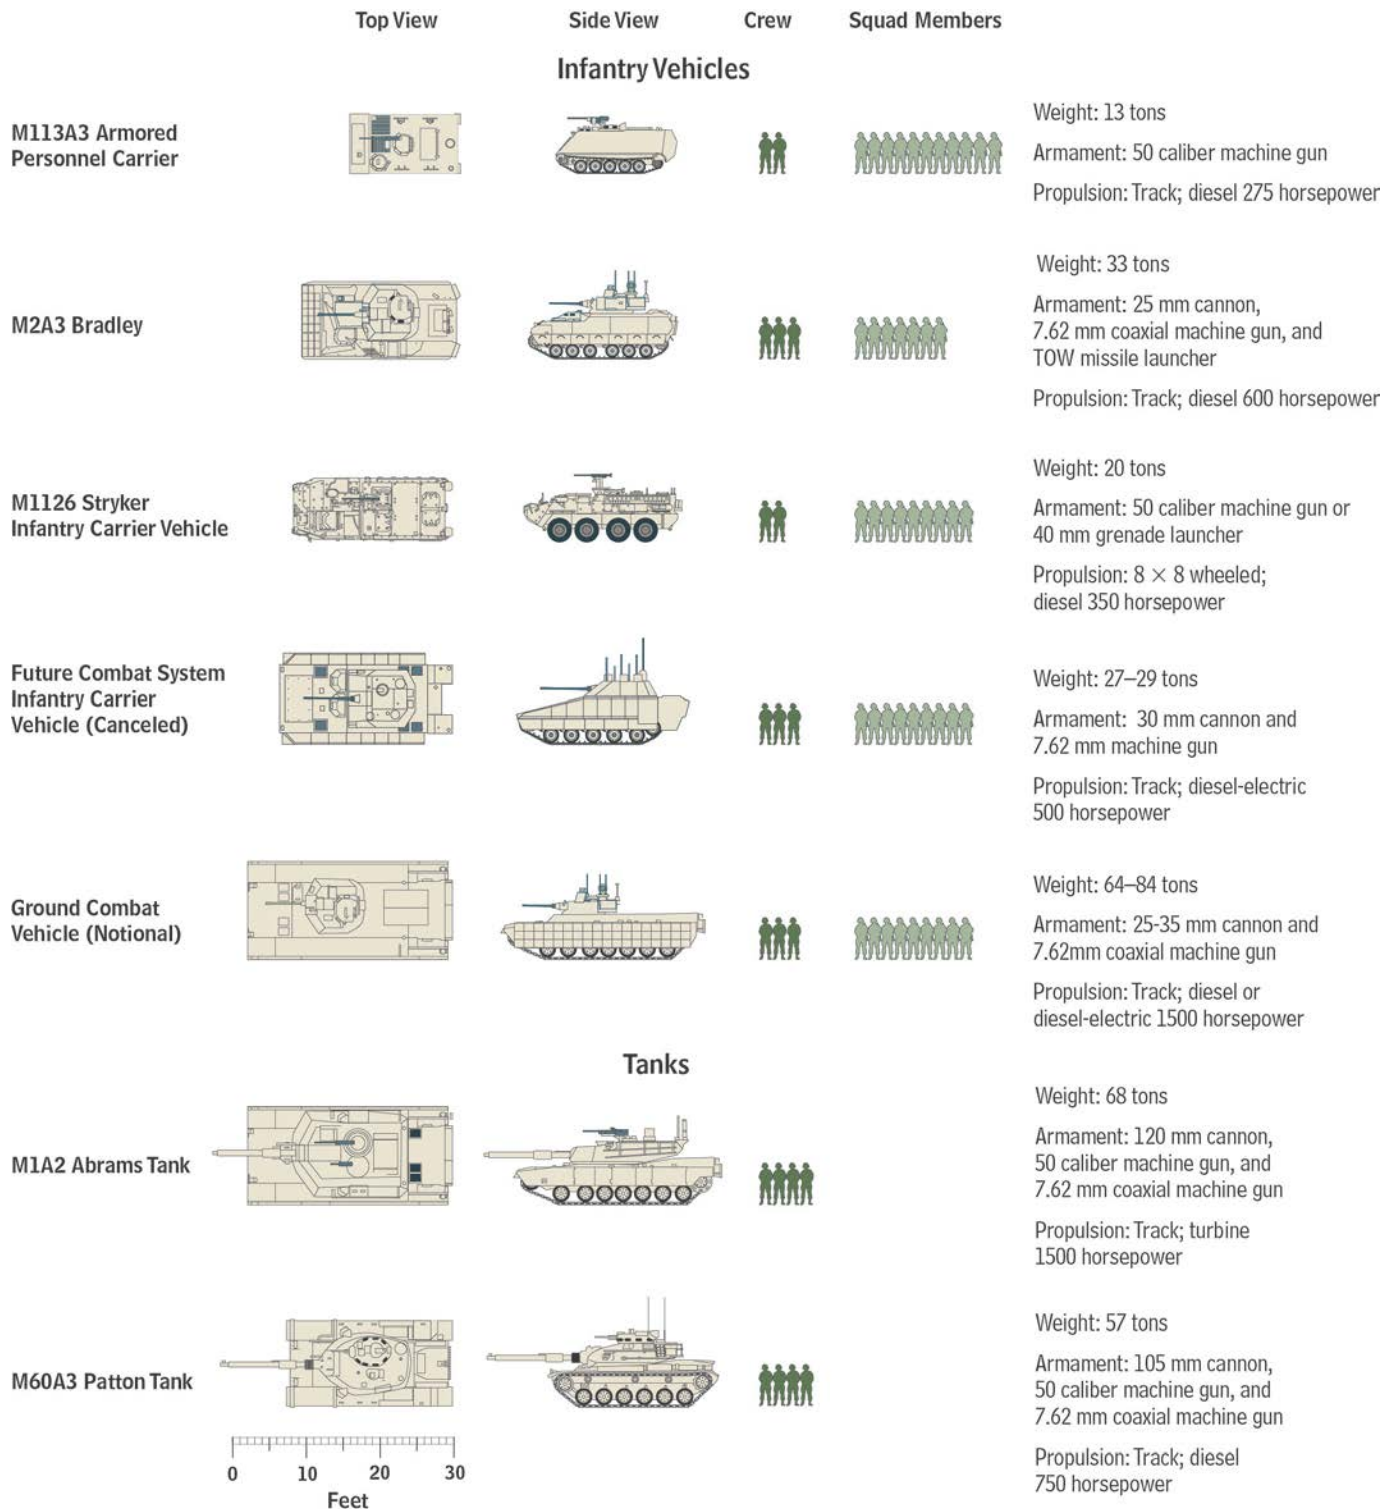 Top View Side View Crew Squad Members
Infantry Vehicles
M113A3 Armored
Personnel Carrier
Weight: 13 tons
Armament: 50 caliber machine gun
Propulsion: Track; diesel 275 horsepower
M2A3 Bradley
Weight: 33 tons
Armament: 25 mm cannon,
7.62 mm coaxial machine gun, and
TOW missile launcher
Propulsion: Track; diesel 600 horsepower
M1126 Stryker
Infantry Carrier Vehicle
Weight: 20 tons
Armament: 50 caliber machine gun or
40 mm grenade launcher
Propulsion: 8 × 8 wheeled;
diesel 350 horsepower
Future Combat System
Infantry Carrier
Vehicle (Canceled)
Weight: 27–29 tons
Armament: 30 mm cannon and
7.62 mm machine gun
Propulsion: Track; diesel-electric
500 horsepower
Ground Combat
Vehicle (Notional)
Weight: 64–84 tons
Armament: 25-35 mm cannon and
7.62mm coaxial machine gun
Propulsion: Track; diesel or
diesel-electric 1500 horsepower
Tanks
M1A2 Abrams Tank
Weight: 68 tons
Armament: 120 mm cannon,
50 caliber machine gun, and
7.62 mm coaxial machine gun
Propulsion: Track; turbine
1500 horsepower
M60A3 Patton Tank
Weight: 57 tons
Armament: 105 mm cannon,
50 caliber machine gun, and
7.62 mm coaxial machine gun
Propulsion: Track; diesel
750 horsepower
0 10 20 30
Feet